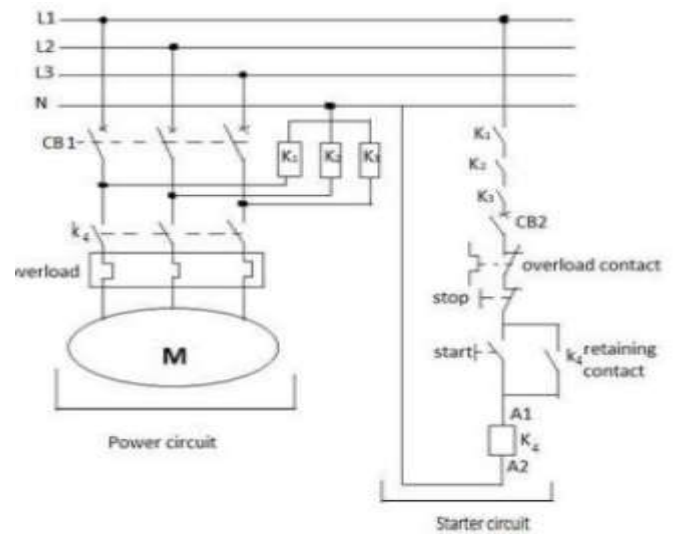 L1
L2
L3
N
CB1
K₁
K₂
K₃
K₁
K₂
K₃
CB2
k₄
verload
overload contact
stop
start
k₄ retaining
contact
M
A1
K₄
A2
Power circuit
Starter circuit